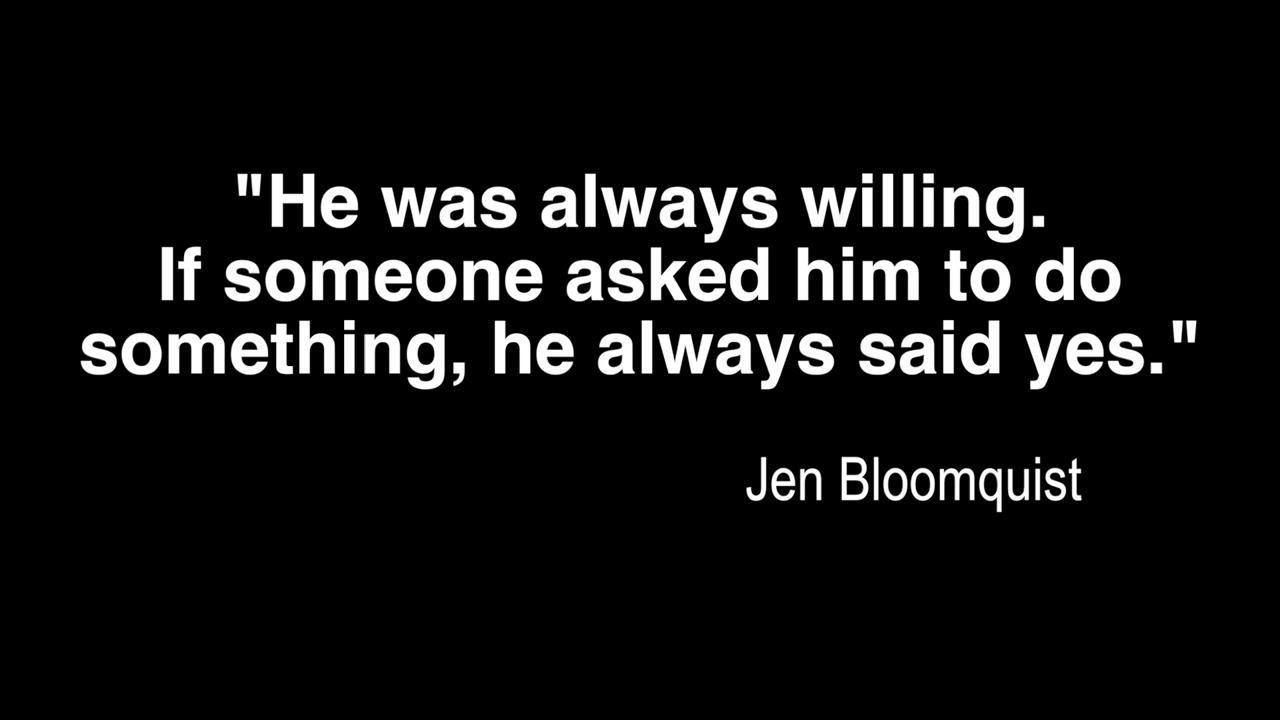 "He was always willing.
If someone asked him to do
something, he always said yes."
Jen Bloomquist